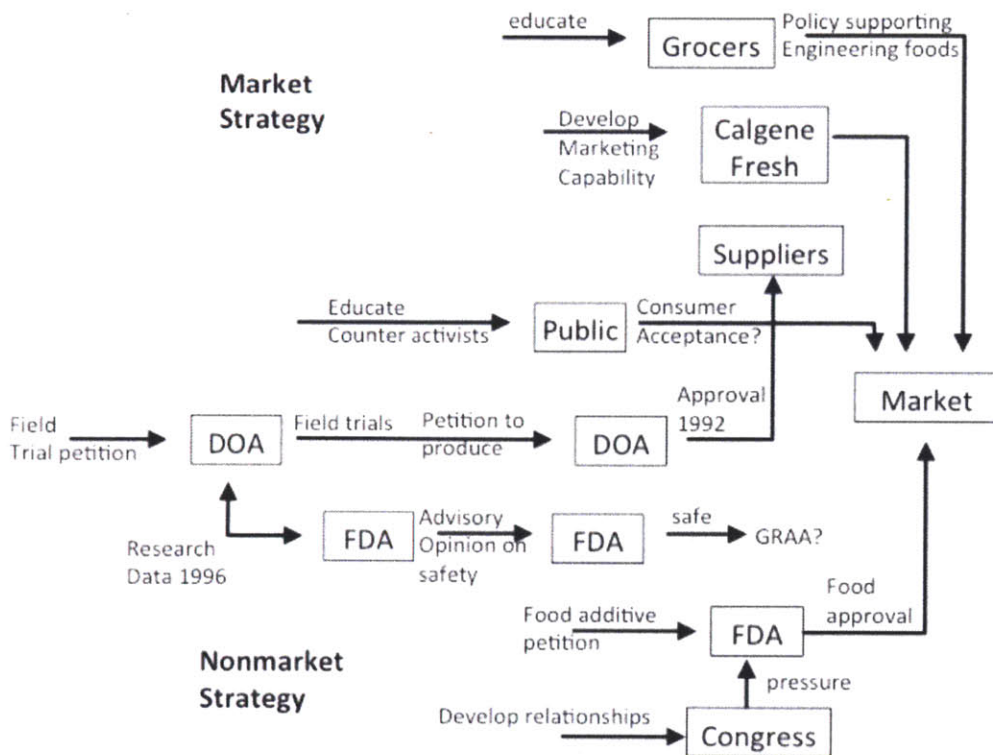 educate
Grocers
Policy supporting
Engineering foods
Market
Strategy
Develop
Marketing
Capability
Calgene
Fresh
Suppliers
Educate
Counter activists
Public
Consumer
Acceptance?
Market
Field
Trial petition
DOA
Field trials
Petition to
produce
DOA
Approval
1992
Research
Data 1996
FDA
Advisory
Opinion on
safety
FDA
safe
GRAA?
Food additive
petition
FDA
Food
approval
Nonmarket
Strategy
pressure
Develop relationships
Congress